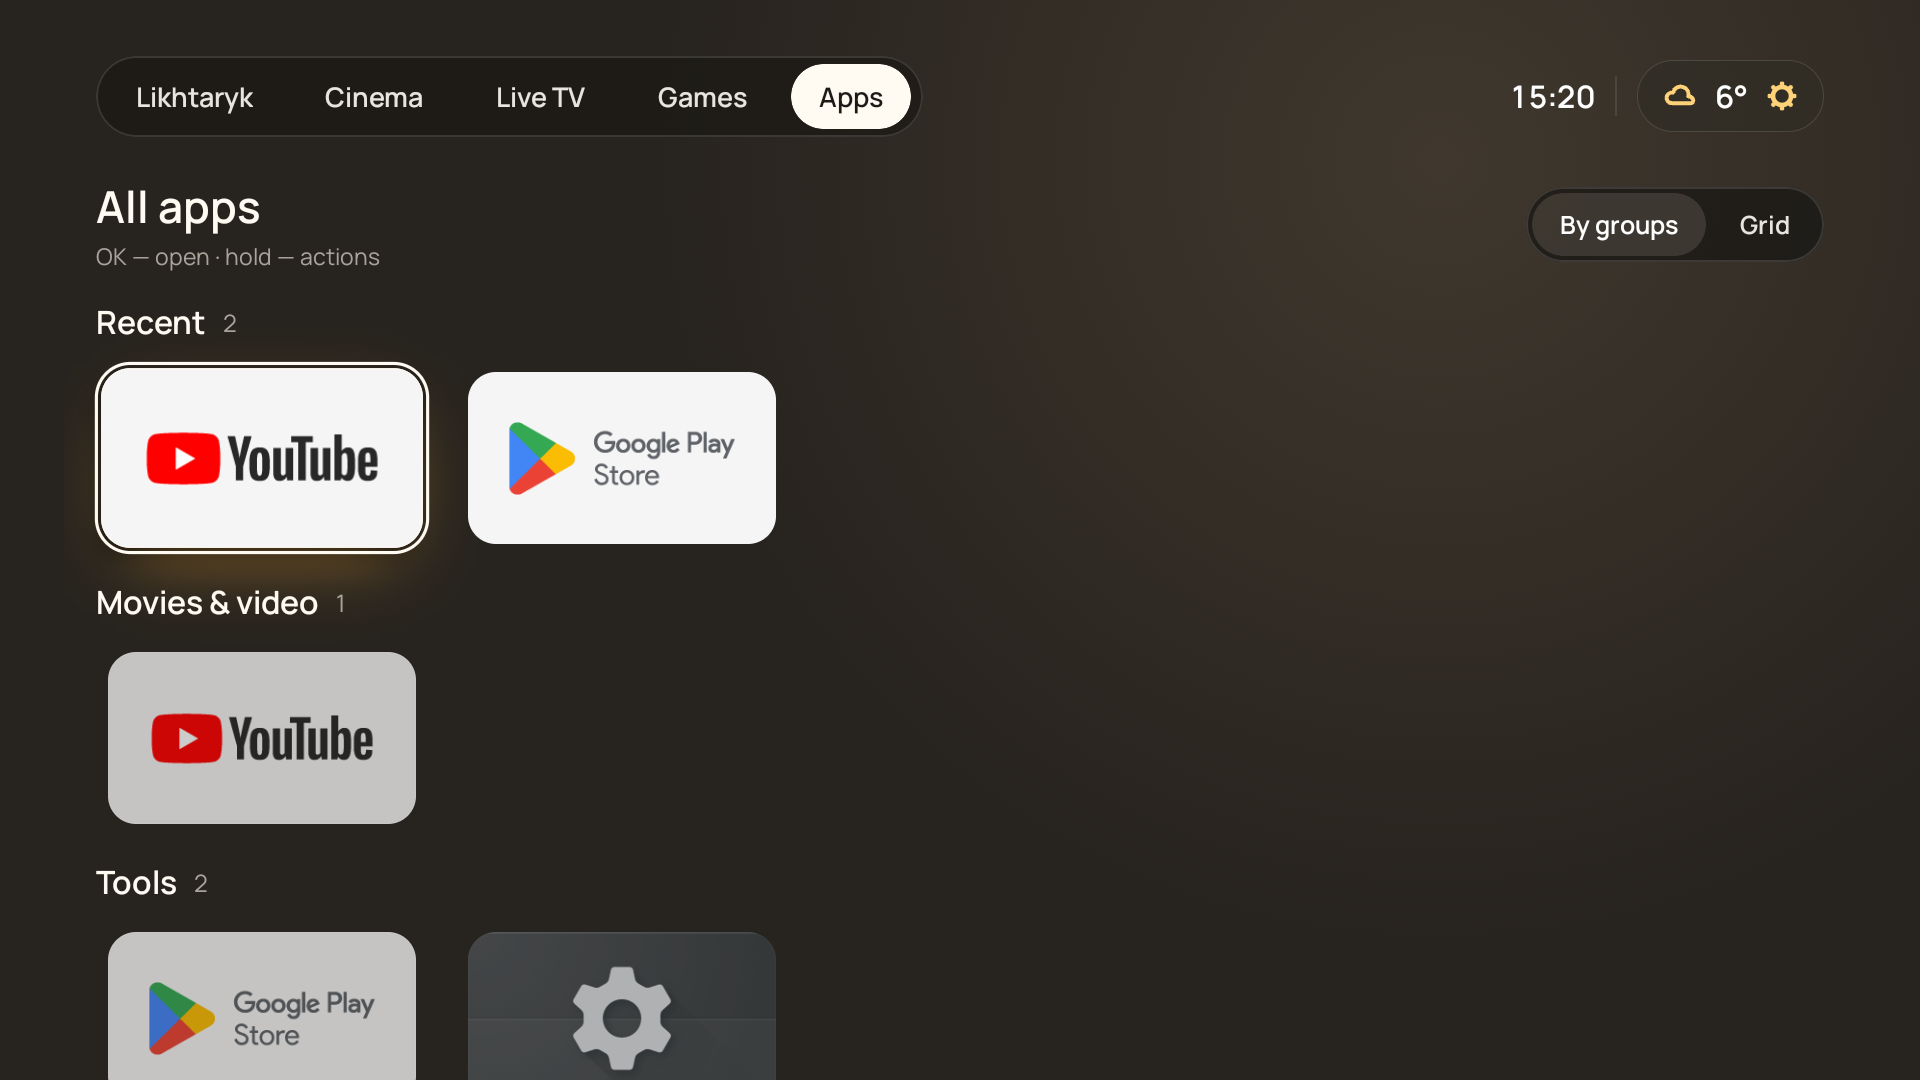 Likhtaryk
Cinema
Live TV
Games
Apps
15:20
6°
All apps
OK — open · hold — actions
By groups
Grid
Recent 2
YouTube
Google Play
Store
Movies & video 1
YouTube
Tools 2
Google Play
Store